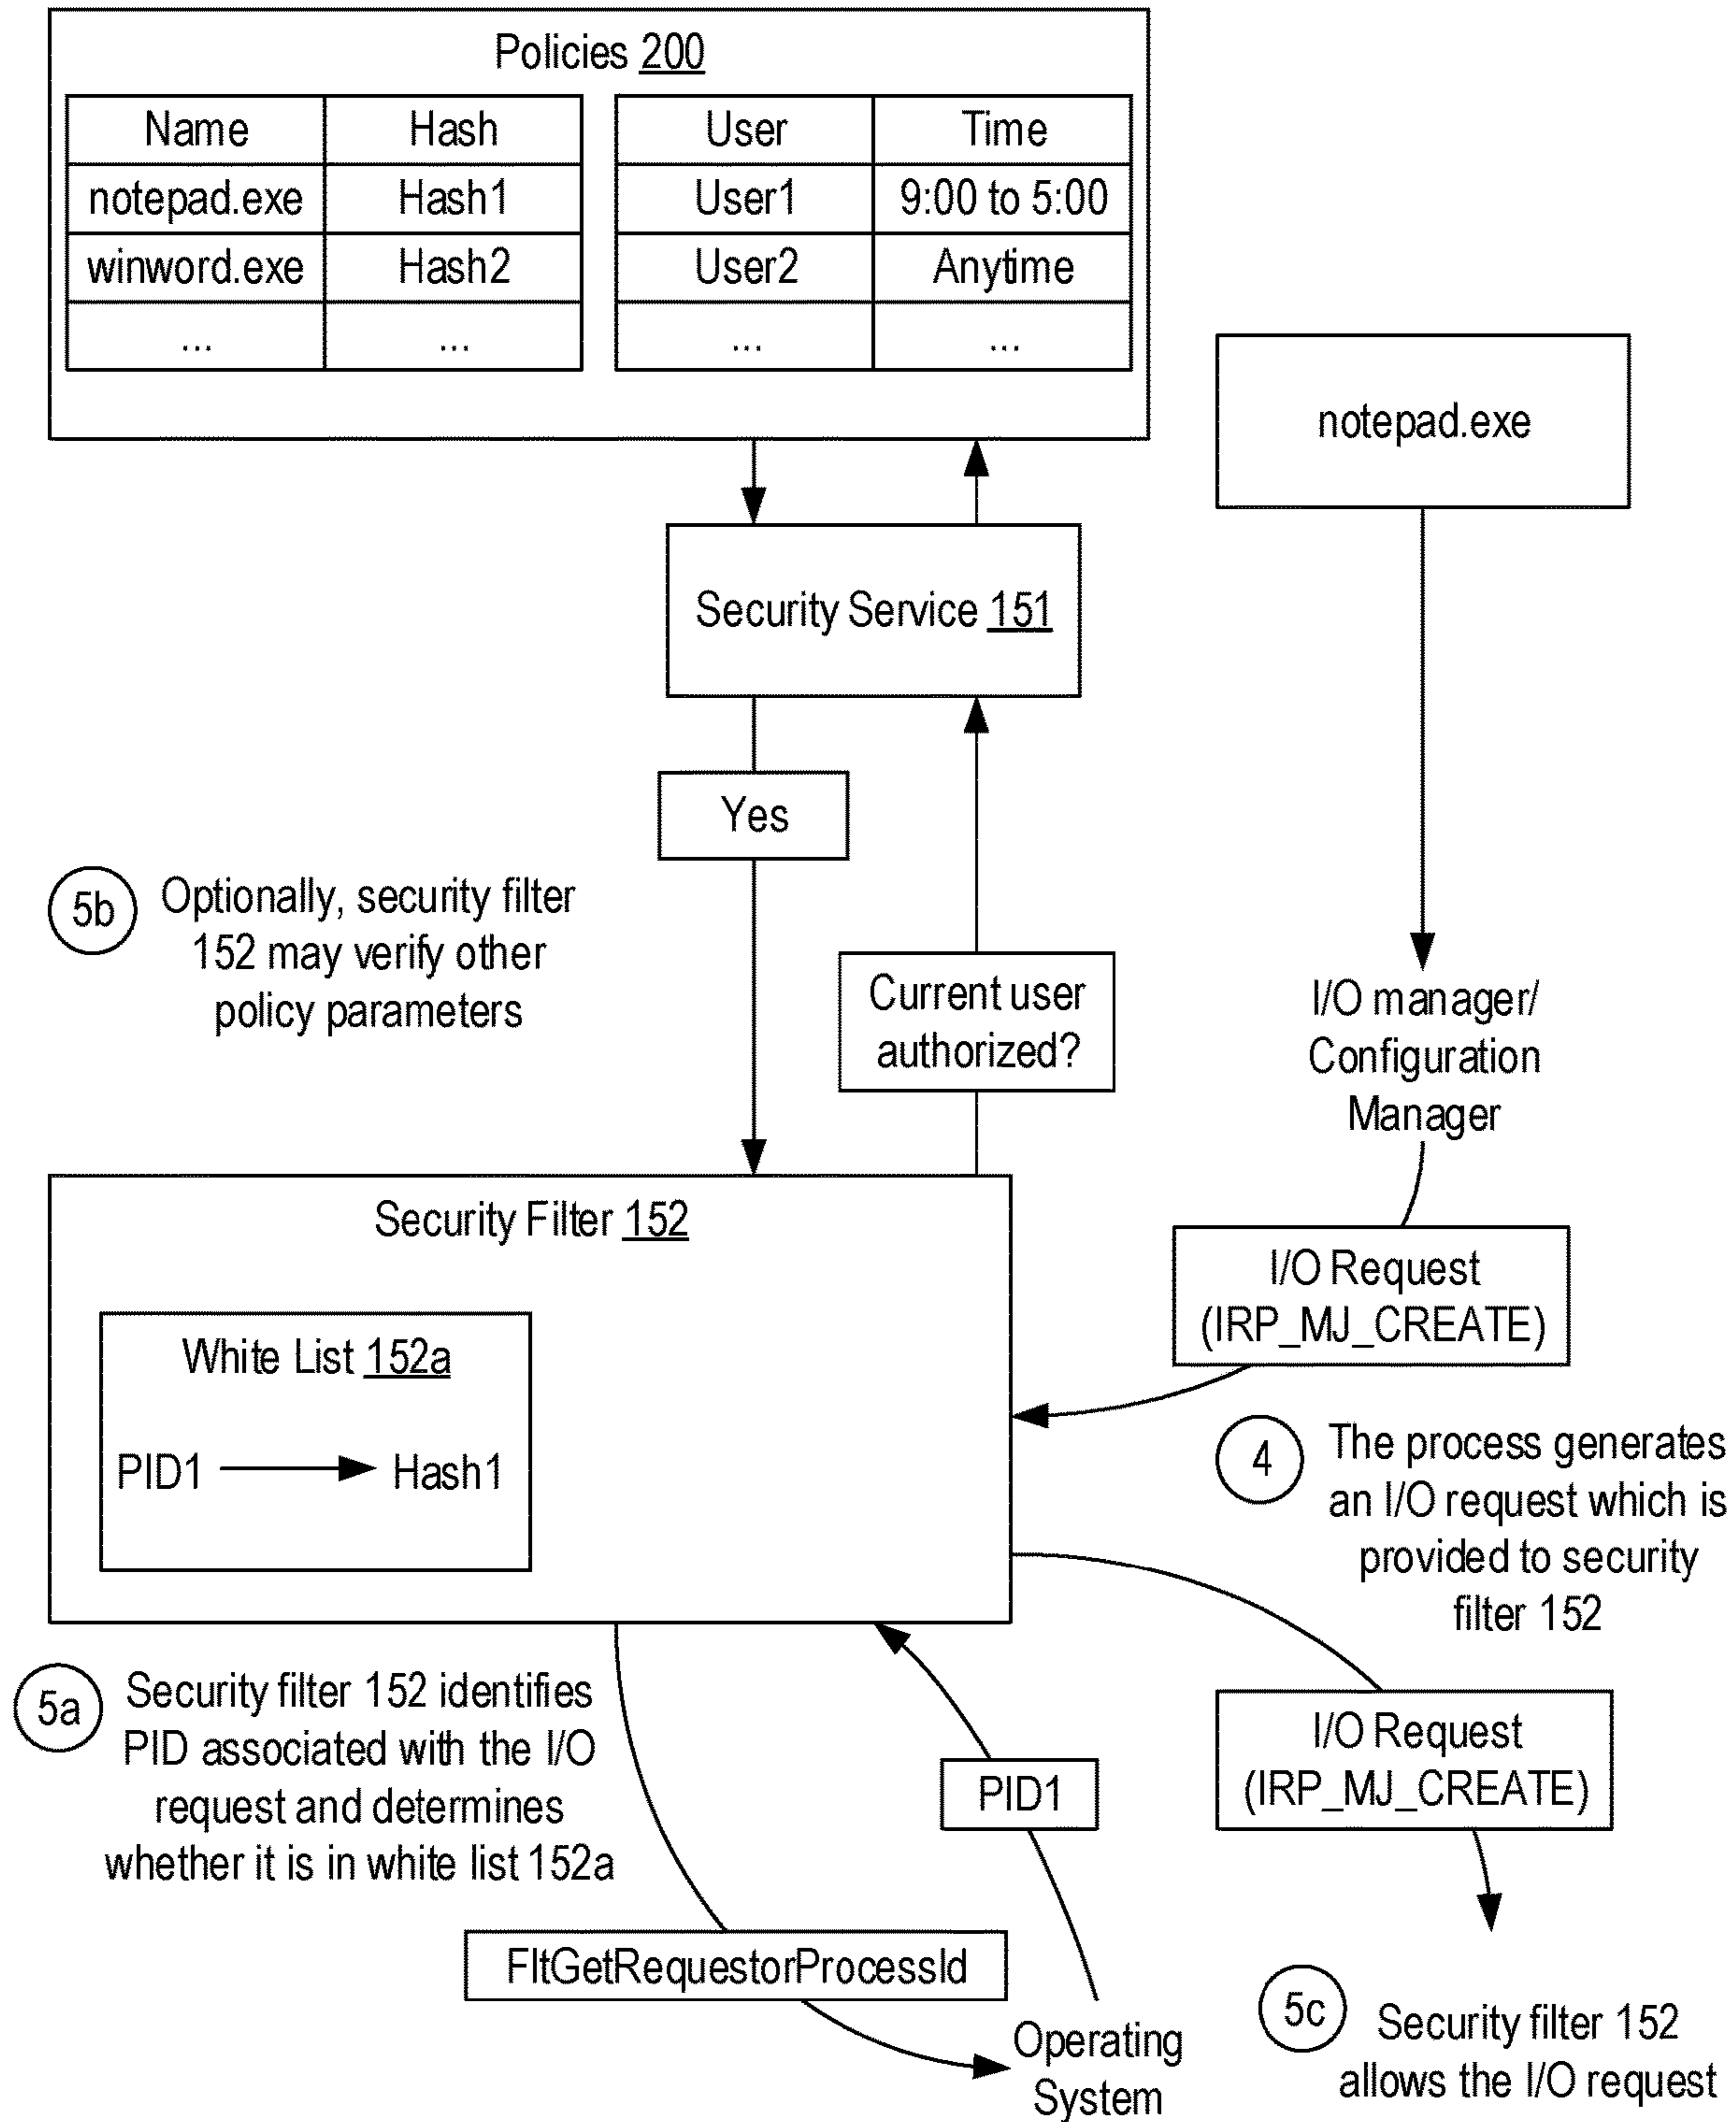 Policies 200
Name Hash User Time
notepad.exe Hash1 User1 9:00 to 5:00
winword.exe Hash2 User2 Anytime
... ... ... ...
notepad.exe
Security Service 151
Yes
5b Optionally, security filter
152 may verify other
policy parameters
Current user
authorized?
I/O manager/
Configuration
Manager
Security Filter 152
White List 152a
PID1 Hash1
I/O Request
(IRP_MJ_CREATE)
4 The process generates
an I/O request which is
provided to security
filter 152
5a Security filter 152 identifies
PID associated with the I/O
request and determines
whether it is in white list 152a
FltGetRequestorProcessId
PID1
Operating
System
I/O Request
(IRP_MJ_CREATE)
5c Security filter 152
allows the I/O request